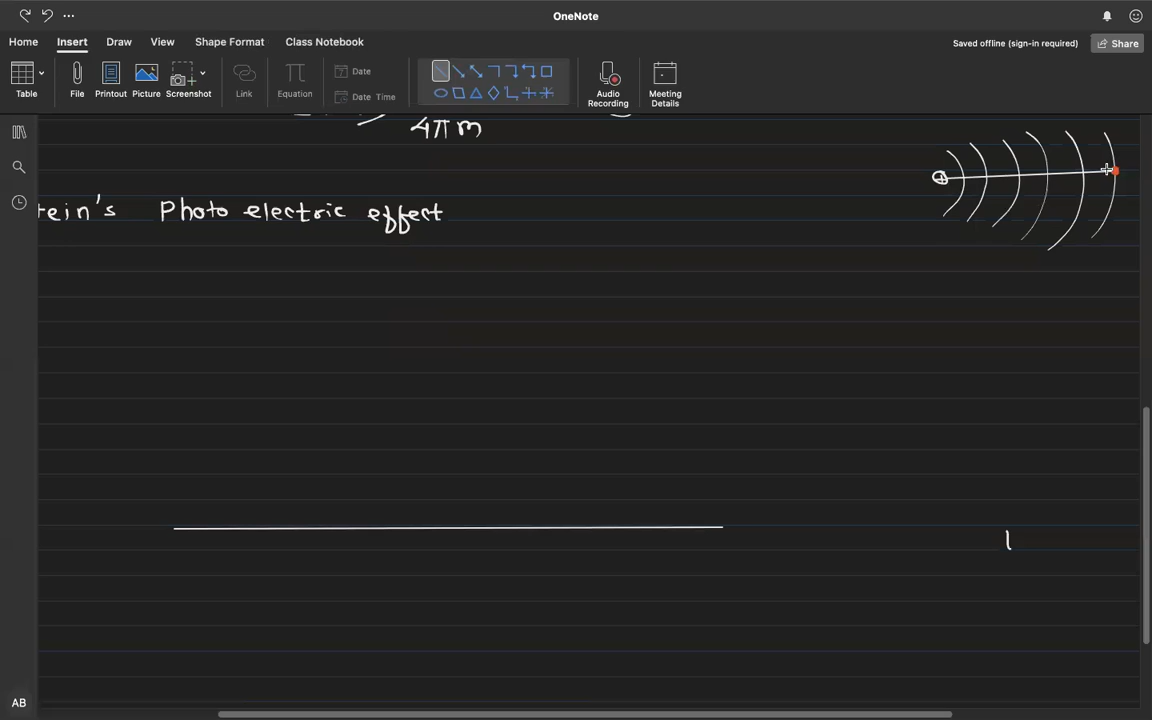 OneNote
Home Insert Draw View Shape Format Class Notebook
Saved offline (sign-in required) Share
Table File Printout Picture Screenshot Link Equation Date Date Time Audio Recording Meeting Details
4πm
tein's Photo electric effect
AB